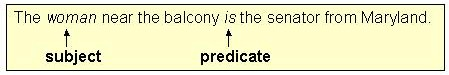 The woman near the balcony is the senator from Maryland.
subject predicate